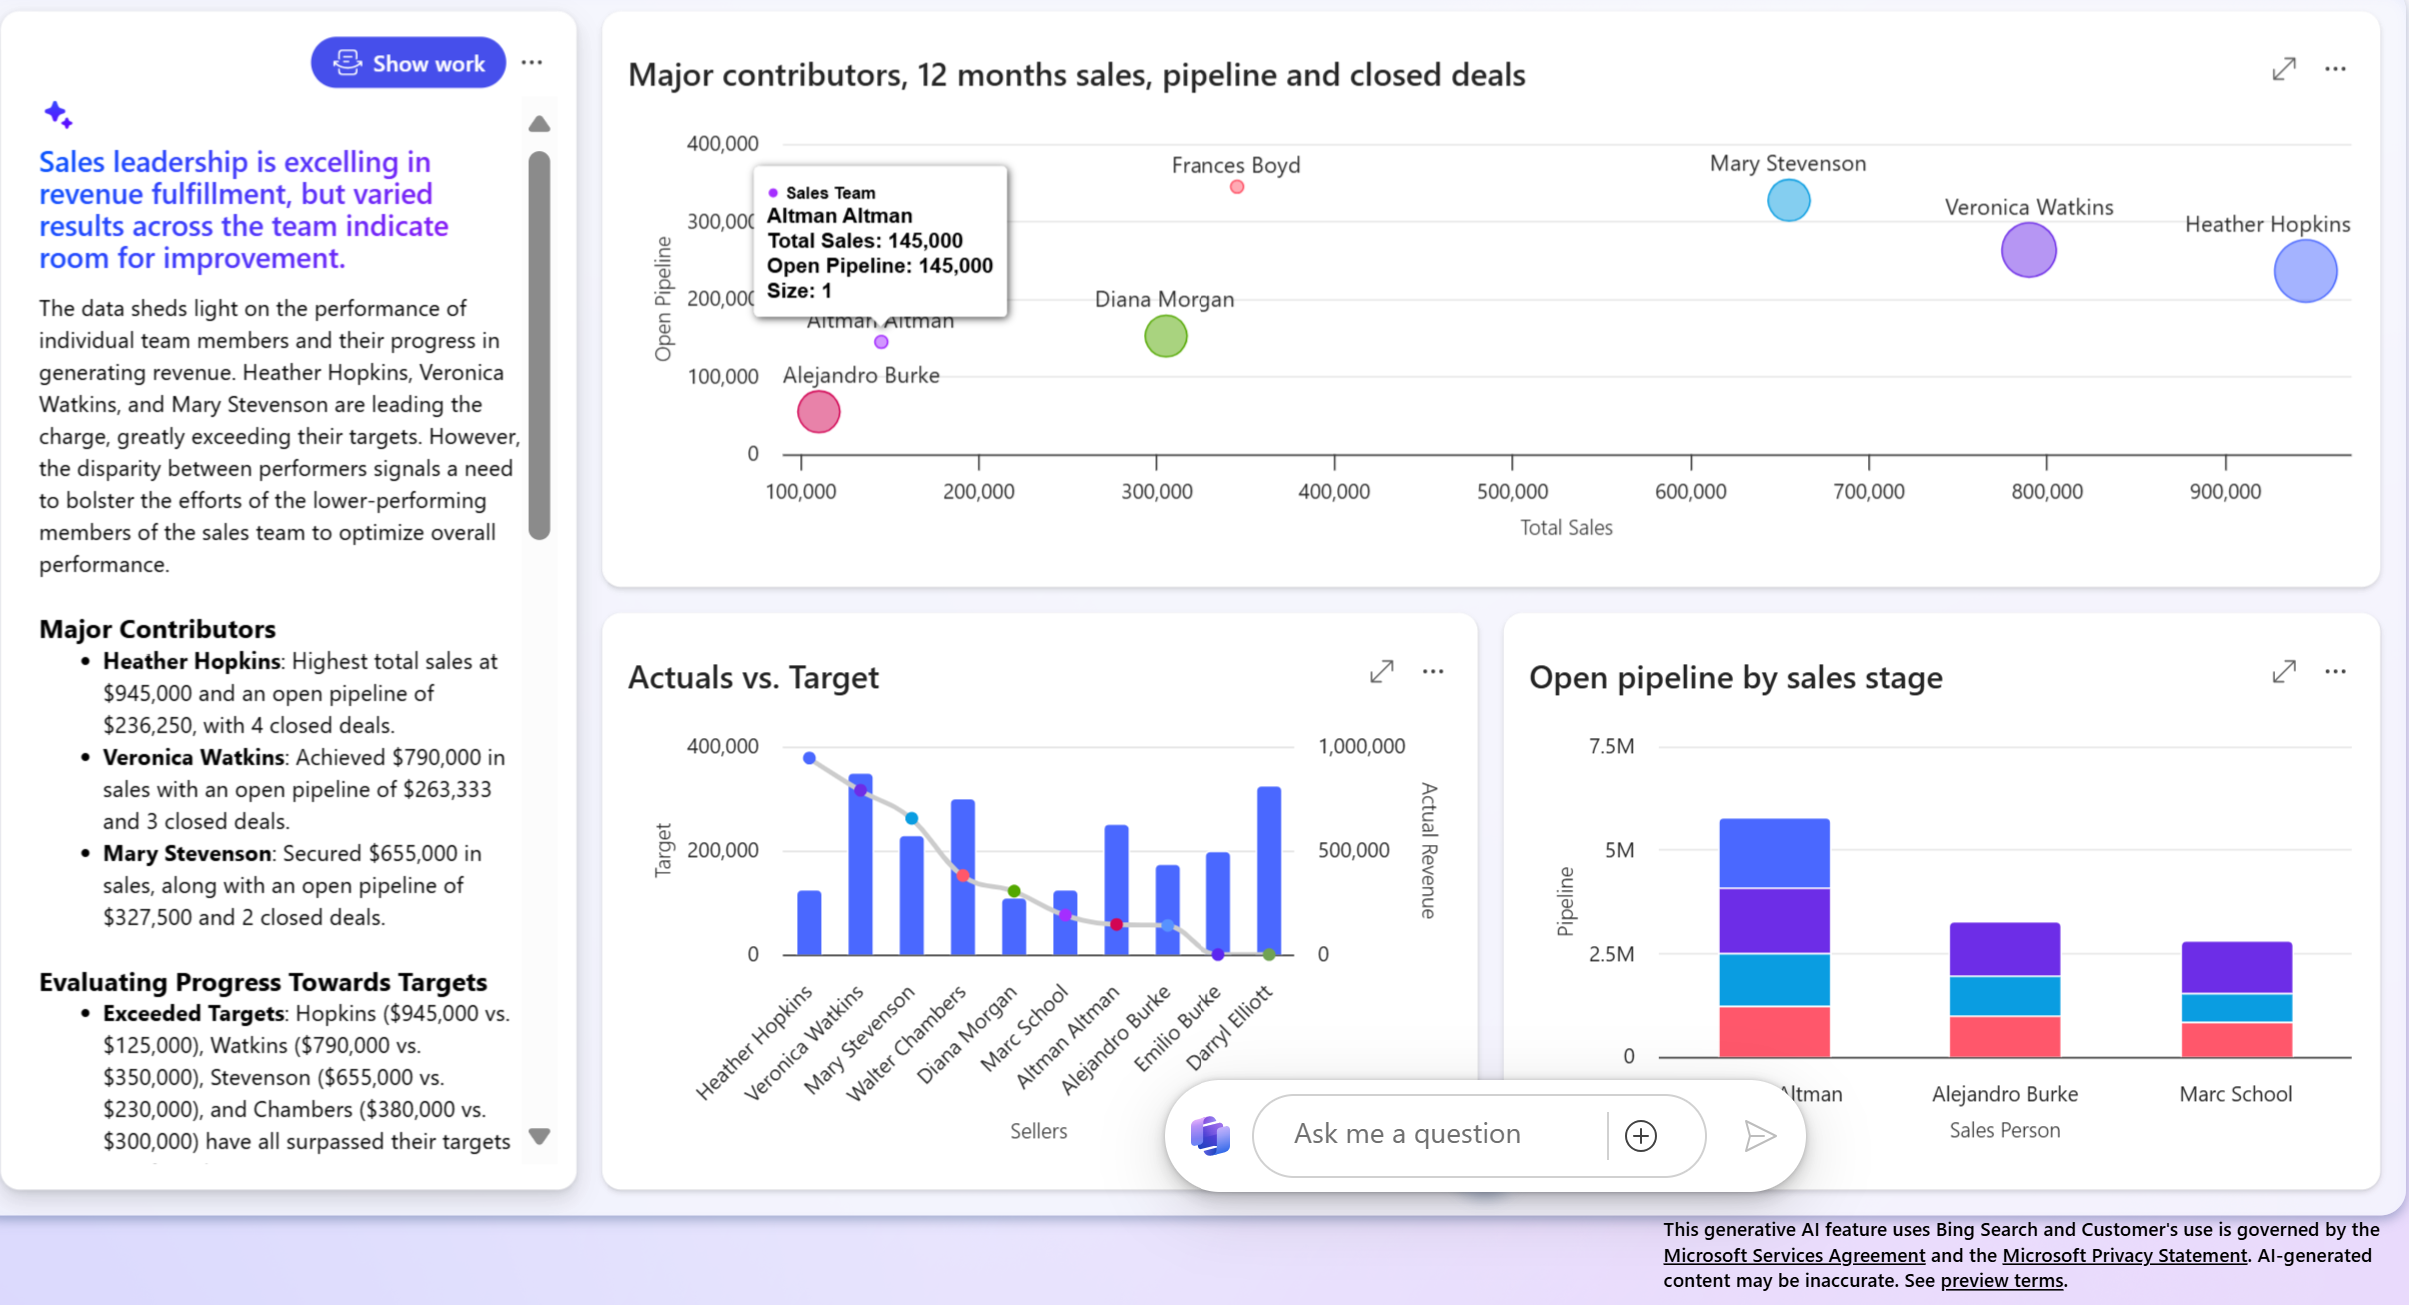 Show work
Sales leadership is excelling in
revenue fulfillment, but varied
results across the team indicate
room for improvement.
The data sheds light on the performance of
individual team members and their progress in
generating revenue. Heather Hopkins, Veronica
Watkins, and Mary Stevenson are leading the
charge, greatly exceeding their targets. However,
the disparity between performers signals a need
to bolster the efforts of the lower-performing
members of the sales team to optimize overall
performance.
Major Contributors
• Heather Hopkins: Highest total sales at
$945,000 and an open pipeline of
$236,250, with 4 closed deals.
• Veronica Watkins: Achieved $790,000 in
sales with an open pipeline of $263,333
and 3 closed deals.
• Mary Stevenson: Secured $655,000 in
sales, along with an open pipeline of
$327,500 and 2 closed deals.
Evaluating Progress Towards Targets
• Exceeded Targets: Hopkins ($945,000 vs.
$125,000), Watkins ($790,000 vs.
$350,000), Stevenson ($655,000 vs.
$230,000), and Chambers ($380,000 vs.
$300,000) have all surpassed their targets
Major contributors, 12 months sales, pipeline and closed deals
Open Pipeline
400,000
300,000
200,000
100,000
0
Sales Team
Altman Altman
Total Sales: 145,000
Open Pipeline: 145,000
Size: 1
Altman Altman
Alejandro Burke
Diana Morgan
Frances Boyd
Mary Stevenson
Veronica Watkins
Heather Hopkins
100,000 200,000 300,000 400,000 500,000 600,000 700,000 800,000 900,000
Total Sales
Actuals vs. Target
Target
400,000
200,000
0
1,000,000
500,000
0
Actual Revenue
Heather Hopkins
Veronica Watkins
Mary Stevenson
Walter Chambers
Diana Morgan
Marc School
Altman Altman
Alejandro Burke
Emilio Burke
Darryl Elliott
Sellers
Open pipeline by sales stage
Pipeline
7.5M
5M
2.5M
0
Altman
Alejandro Burke
Marc School
Sales Person
Ask me a question
This generative AI feature uses Bing Search and Customer's use is governed by the
Microsoft Services Agreement and the Microsoft Privacy Statement. AI-generated
content may be inaccurate. See preview terms.